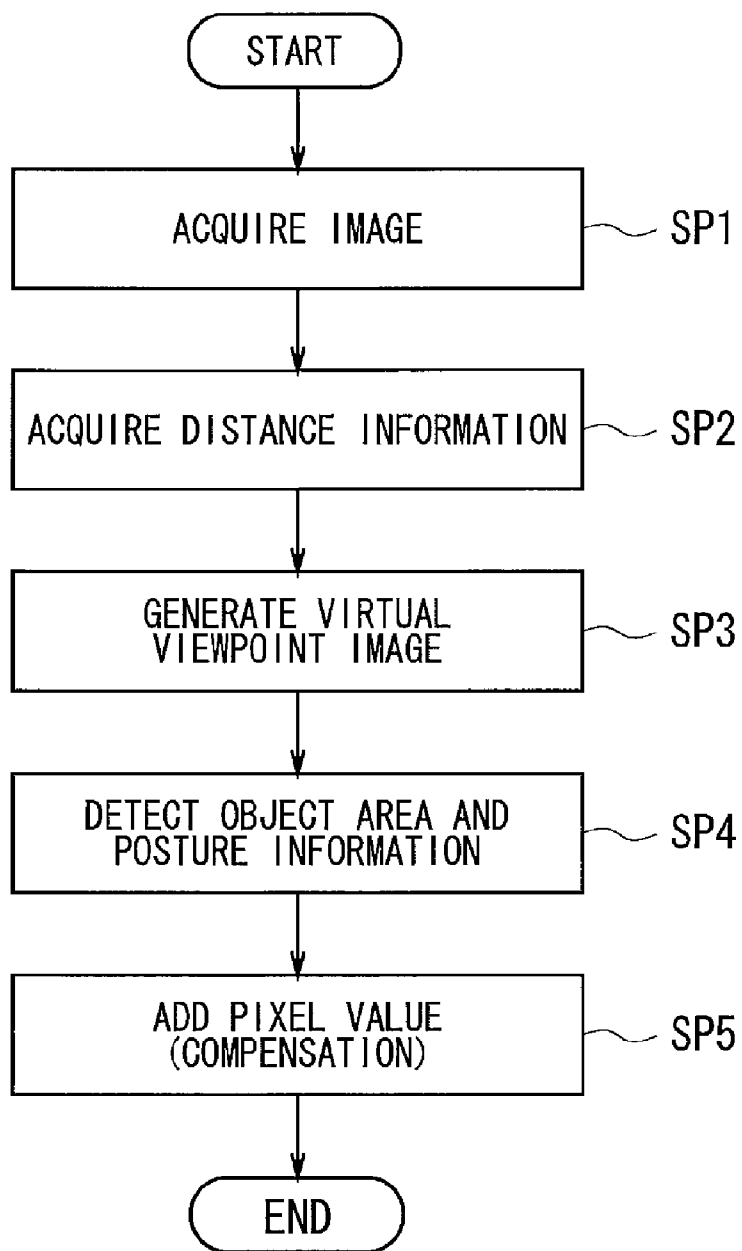 START
ACQUIRE IMAGE
SP1
ACQUIRE DISTANCE INFORMATION
SP2
GENERATE VIRTUAL
VIEWPOINT IMAGE
SP3
DETECT OBJECT AREA AND
POSTURE INFORMATION
SP4
ADD PIXEL VALUE
(COMPENSATION)
SP5
END